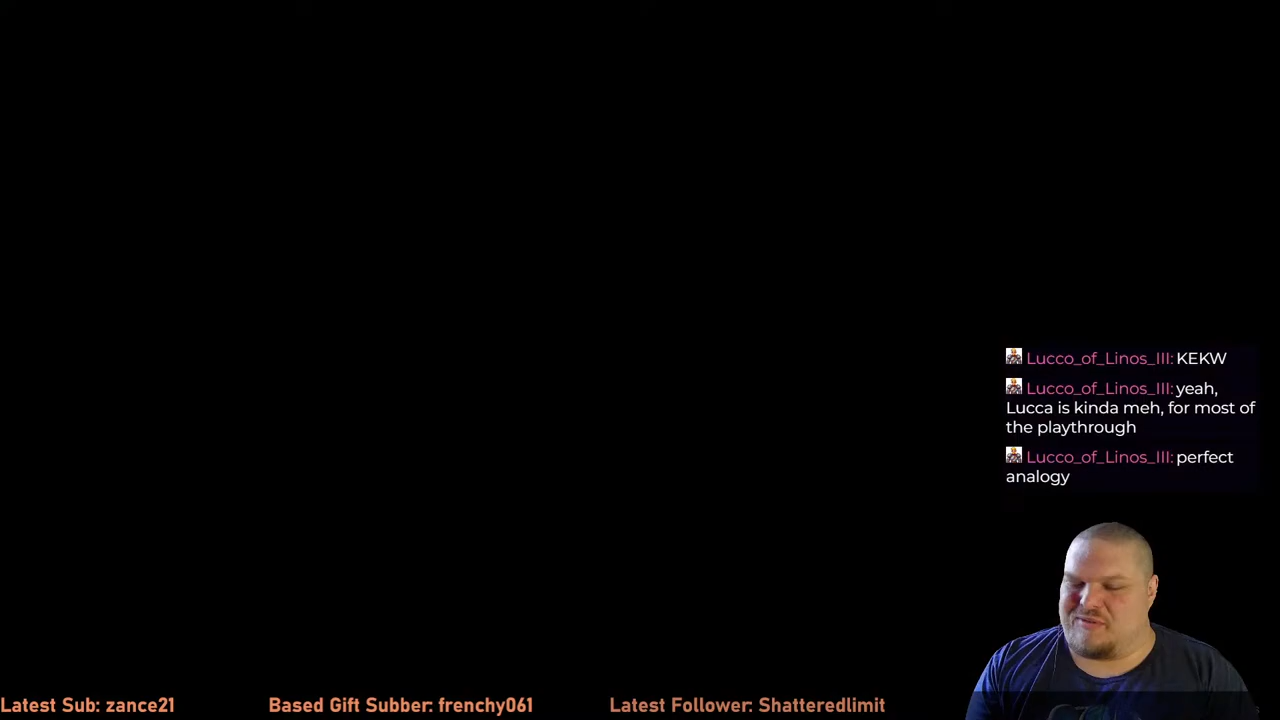 Lucco_of_Linos_III: KEKW
Lucco_of_Linos_III: yeah,
Lucca is kinda meh, for most of
the playthrough
Lucco_of_Linos_III: perfect
analogy
Latest Sub: zance21
Based Gift Subber: frenchy061
Latest Follower: Shatteredlimit